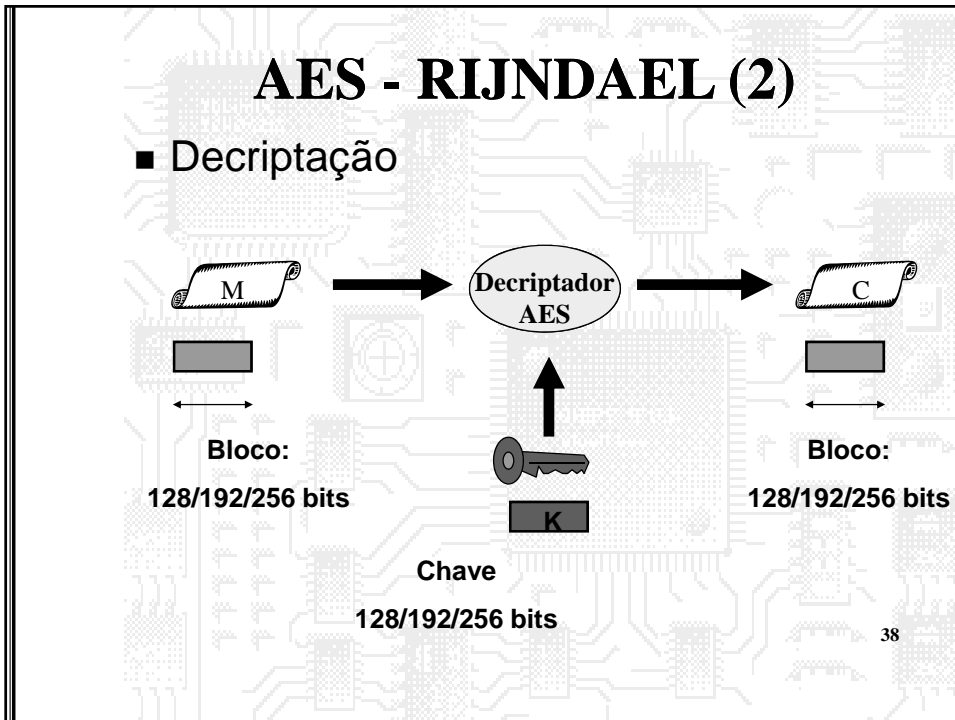 AES - RIJNDAEL (2)
■ Decriptação
M
Decriptador
AES
C
Bloco:
128/192/256 bits
K
Chave
128/192/256 bits
Bloco:
128/192/256 bits
38